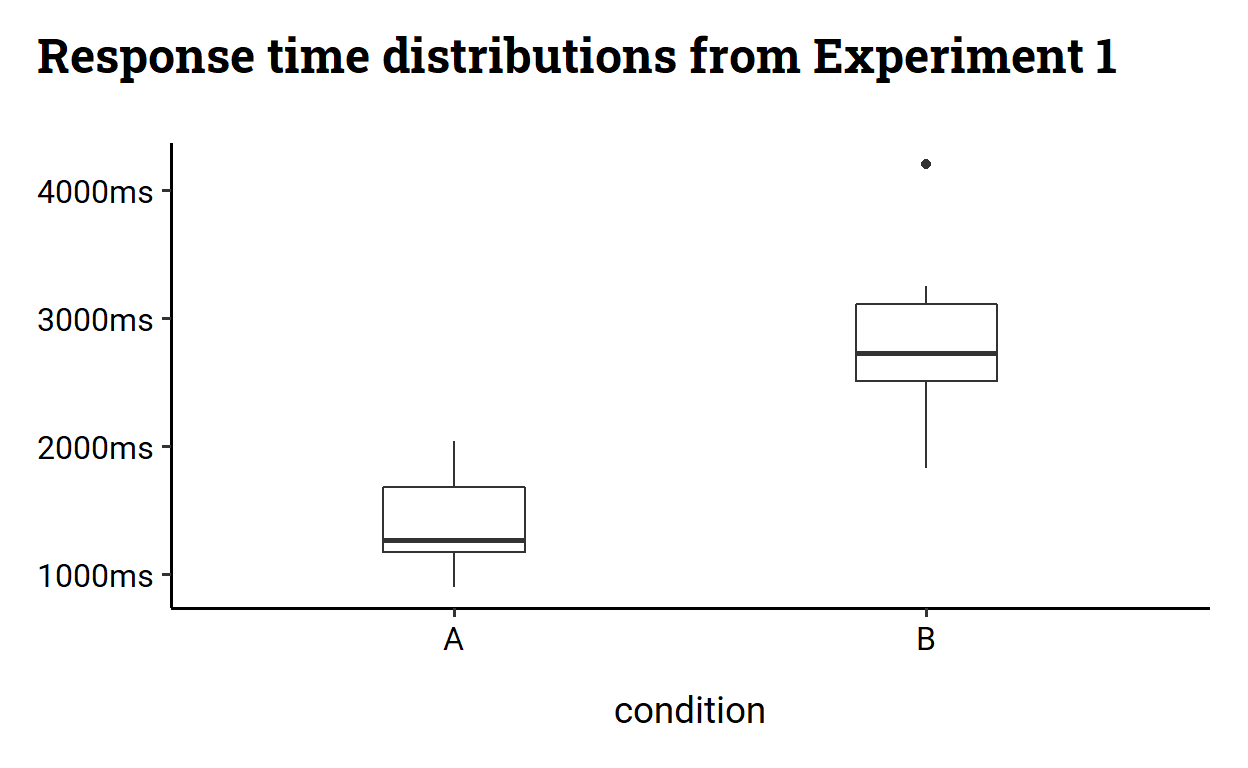 Response time distributions from Experiment 1
4000ms
3000ms
2000ms
1000ms
A B
condition